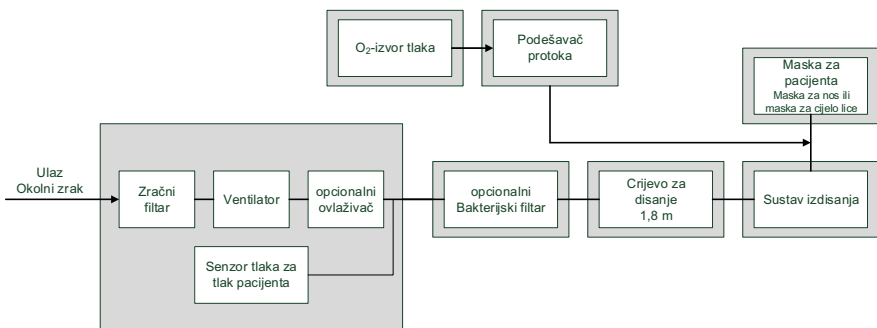 O₂-izvor tlaka
Podešavač
protoka
Maska za
pacijenta
Maska za nos ili
maska za cijelo lice
Ulaz
Okolni zrak
Zračni
filtar
Ventilator
opcionalni
ovlaživač
opcionalni
Bakterijski filtar
Crijevo za
disanje
1,8 m
Sustav izdisanja
Senzor tlaka za
tlak pacijenta